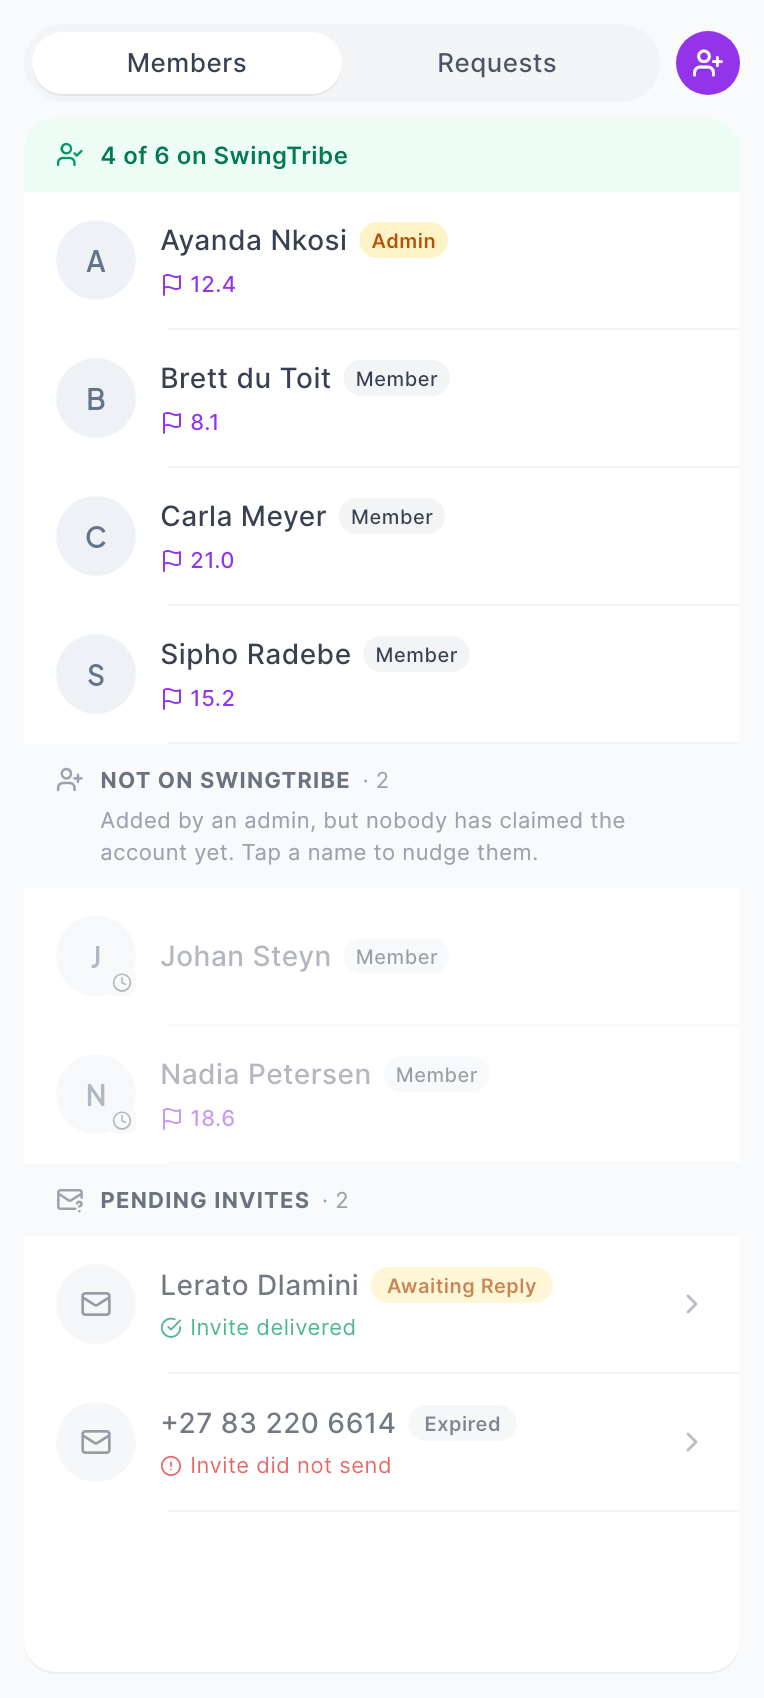 Members Requests
4 of 6 on SwingTribe
A Ayanda Nkosi Admin
12.4
B Brett du Toit Member
8.1
C Carla Meyer Member
21.0
S Sipho Radebe Member
15.2
NOT ON SWINGTRIBE · 2
Added by an admin, but nobody has claimed the
account yet. Tap a name to nudge them.
J Johan Steyn Member
N Nadia Petersen Member
18.6
PENDING INVITES · 2
Lerato Dlamini Awaiting Reply
Invite delivered
+27 83 220 6614 Expired
Invite did not send